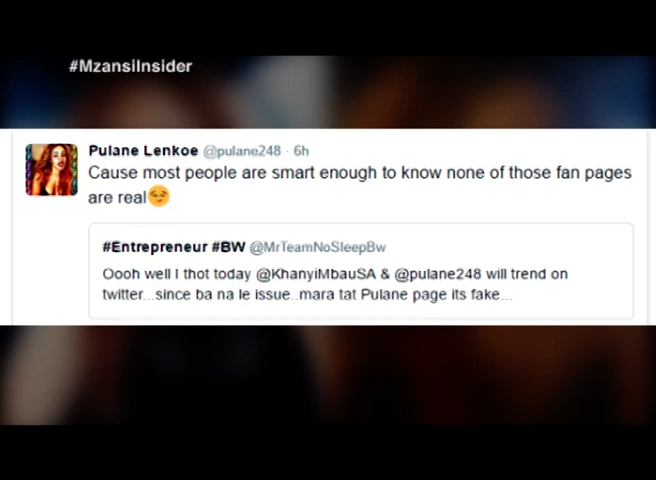 #MzansiInsider
Pulane Lenkoe @pulane248 · 6h
Cause most people are smart enough to know none of those fan pages
are real😏
#Entrepreneur #BW @MrTeamNoSleepBw
Oooh well I thot today @KhanyiMbauSA & @pulane248 will trend on
twitter...since ba na le issue..mara tat Pulane page its fake...